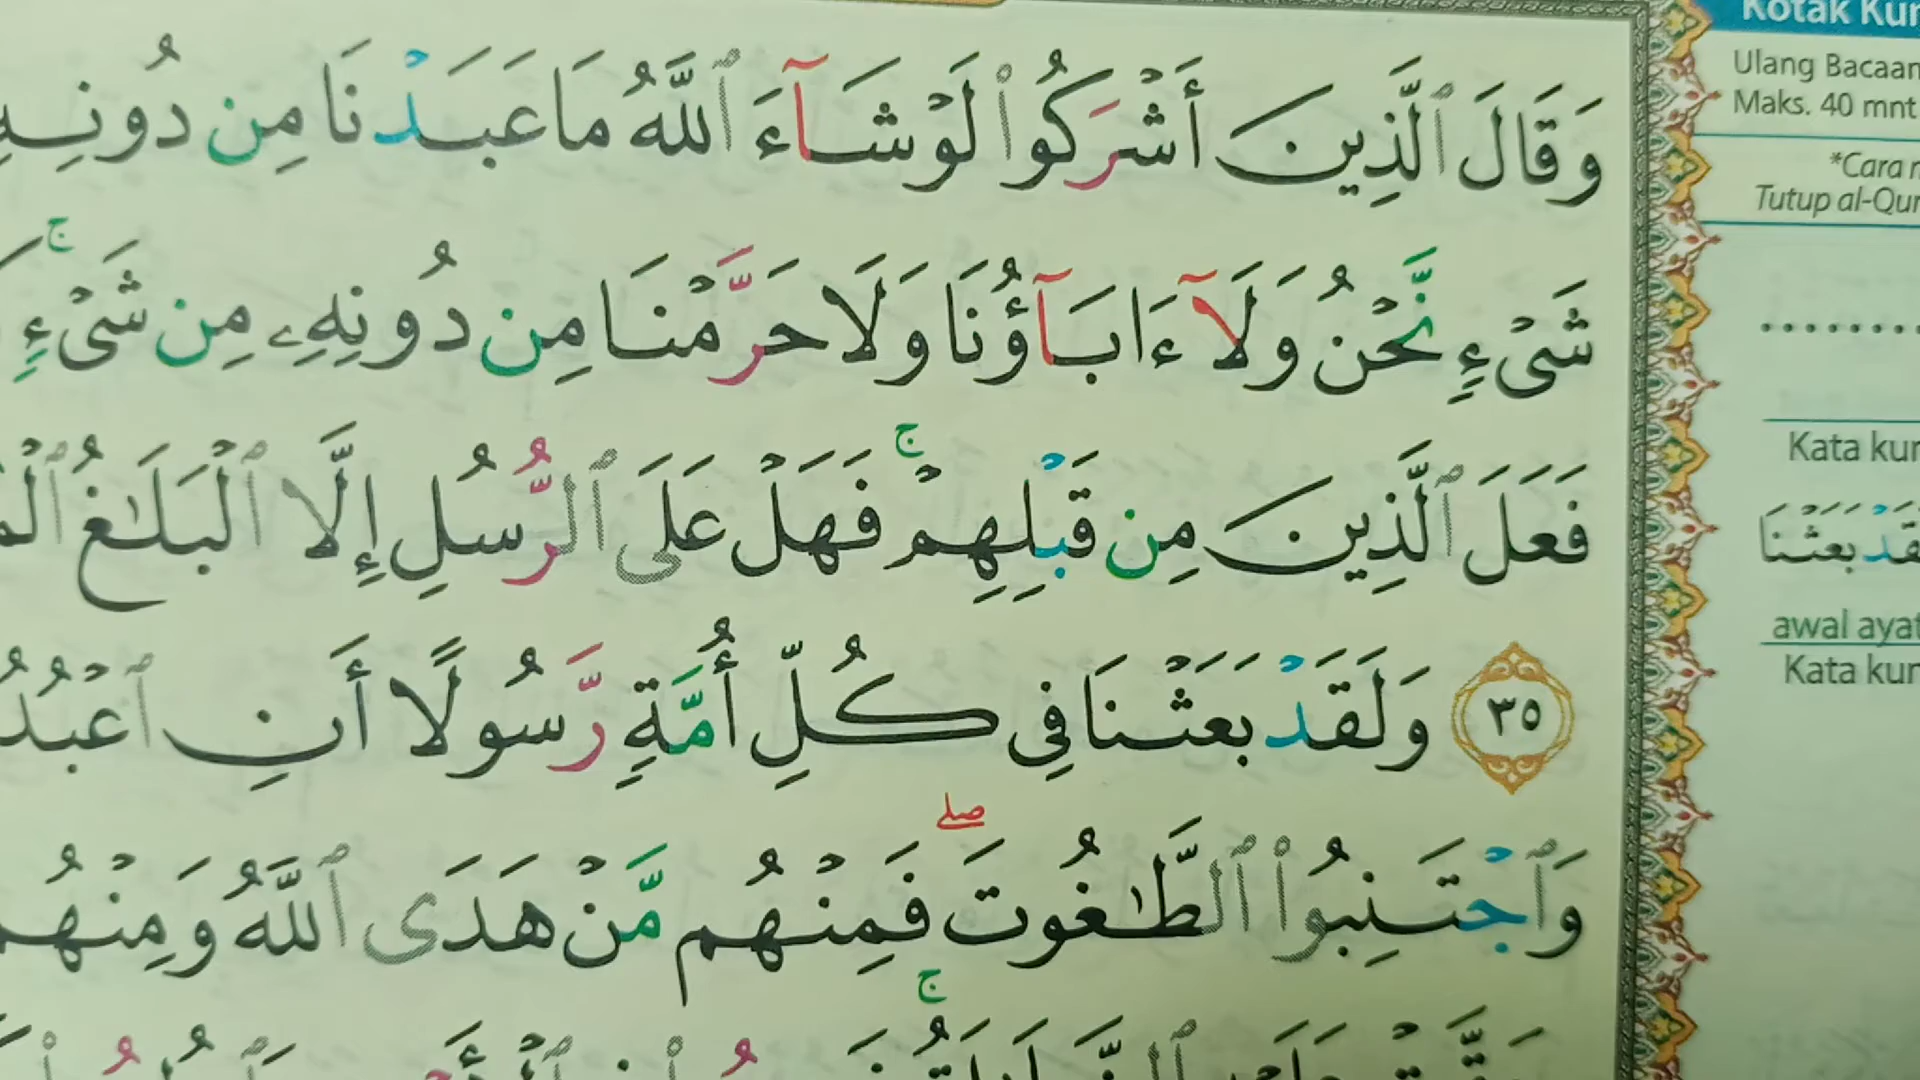 وَقَالَ ٱلَّذِينَ أَشْرَكُوا۟ لَوْ شَآءَ ٱللَّهُ مَا عَبَدْنَا مِن دُونِهِ
شَىْءٍ نَّحْنُ وَلَآ ءَابَآؤُنَا وَلَا حَرَّمْنَا مِن دُونِهِۦ مِن شَىْءٍ ۚ
فَعَلَ ٱلَّذِينَ مِن قَبْلِهِمْ ۚ فَهَلْ عَلَى ٱلرُّسُلِ إِلَّا ٱلْبَلَـٰغُ
٣٥ وَلَقَدْ بَعَثْنَا فِى كُلِّ أُمَّةٍ رَّسُولًا أَنِ ٱعْبُدُ
وَٱجْتَنِبُوا۟ ٱلطَّـٰغُوتَ ۖ فَمِنْهُم مَّنْ هَدَى ٱللَّهُ وَمِنْهُم
Kotak Kun
Ulang Bacaan
Maks. 40 mnt
*Cara
Tutup al-Qur
Kata kun
قَدْ بَعَثْنَا
awal ayat
Kata kun